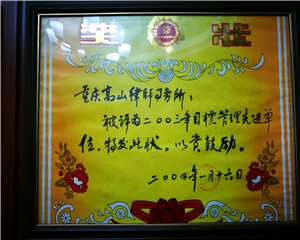 奖 状
重庆高山律师事务所：
被评为二00三年目標管理先进单
位，特发此状，以资鼓励。
二00四年一月十六日